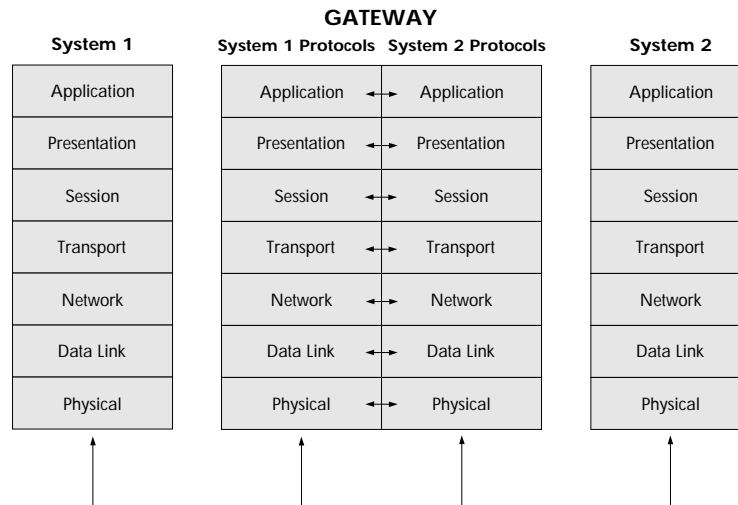 GATEWAY
System 1
System 1 Protocols System 2 Protocols
System 2
Application
Application
Application
Application
Presentation
Presentation
Presentation
Presentation
Session
Session
Session
Session
Transport
Transport
Transport
Transport
Network
Network
Network
Network
Data Link
Data Link
Data Link
Data Link
Physical
Physical
Physical
Physical